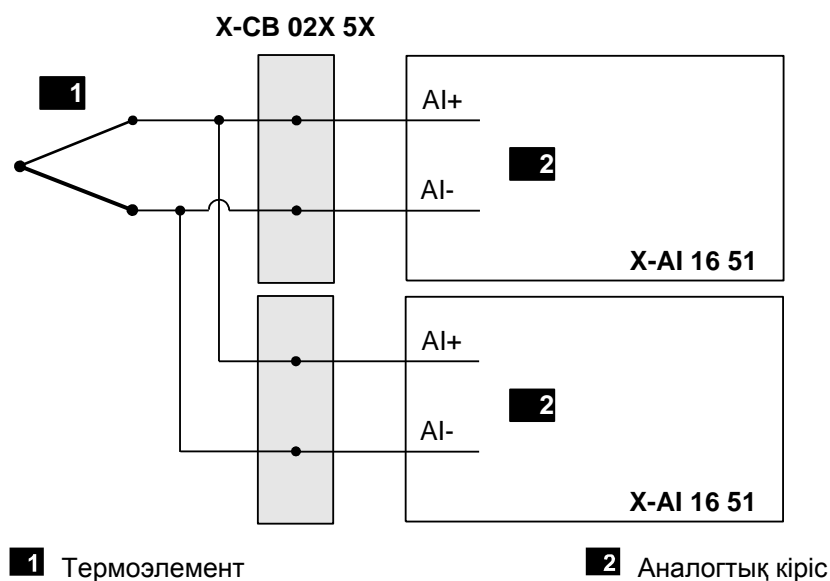 X-CB 02X 5X
1
AI+
2
AI-
X-AI 16 51
AI+
2
AI-
X-AI 16 51
1 Термоэлемент
2 Аналогтық кіріс